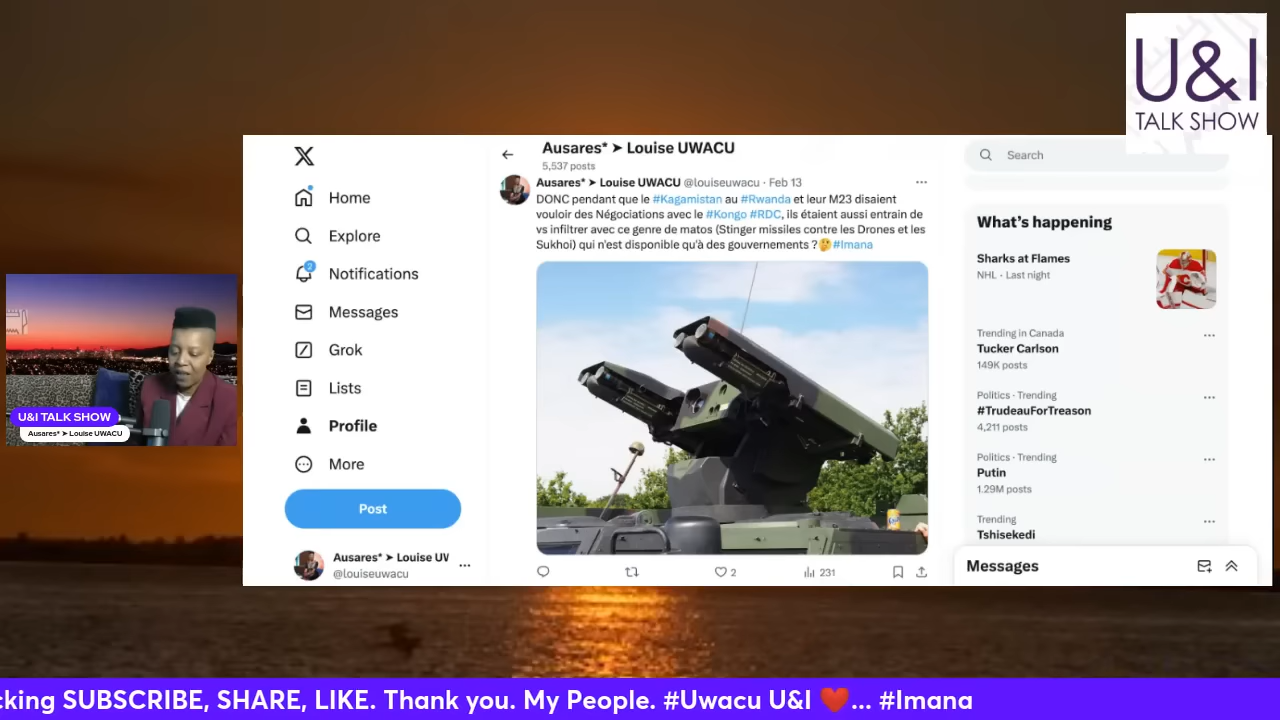 U&I
TALK SHOW
Home
Explore
2
Notifications
Messages
Grok
Lists
Profile
More
Post
Ausares* ➤ Louise UW
@louiseuwacu
Ausares* ➤ Louise UWACU
5,537 posts
Ausares* ➤ Louise UWACU @louiseuwacu · Feb 13
DONC pendant que le #Kagamistan au #Rwanda et leur M23 disaient
vouloir des Négociations avec le #Kongo #RDC, ils étaient aussi entrain de
vs infiltrer avec ce genre de matos (Stinger missiles contre les Drones et les
Sukhoi) qui n'est disponible qu'à des gouvernements ?🤔#Imana
2
231
Search
What's happening
Sharks at Flames
NHL · Last night
Trending in Canada
Tucker Carlson
149K posts
Politics · Trending
#TrudeauForTreason
4,211 posts
Politics · Trending
Putin
1.29M posts
Trending
Tshisekedi
Messages
U&I TALK SHOW
Ausares* ➤ Louise UWACU
cking SUBSCRIBE, SHARE, LIKE. Thank you. My People. #Uwacu U&I ❤️... #Imana